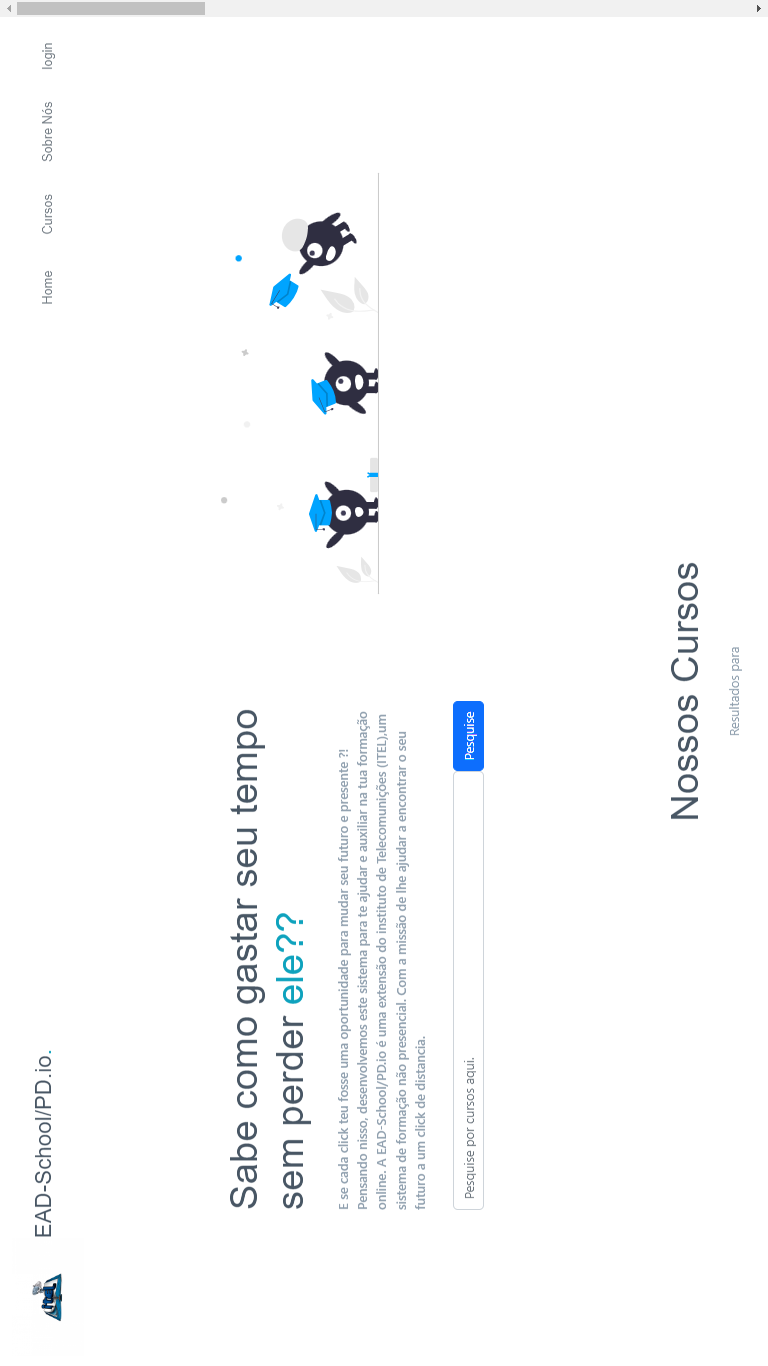 EAD-School/PD.io.
Home
Cursos
Sobre Nós
login
Sabe como gastar seu tempo
sem perder ele??
E se cada click teu fosse uma oportunidade para mudar seu futuro e presente ?!
Pensando nisso, desenvolvemos este sistema para te ajudar e auxiliar na tua formação
online. A EAD-School/PD.io é uma extensão do instituto de Telecomunições (ITEL),um
sistema de formação não presencial. Com a missão de lhe ajudar a encontrar o seu
futuro a um click de distancia.
Pesquise por cursos aqui.
Pesquise
Nossos Cursos
Resultados para